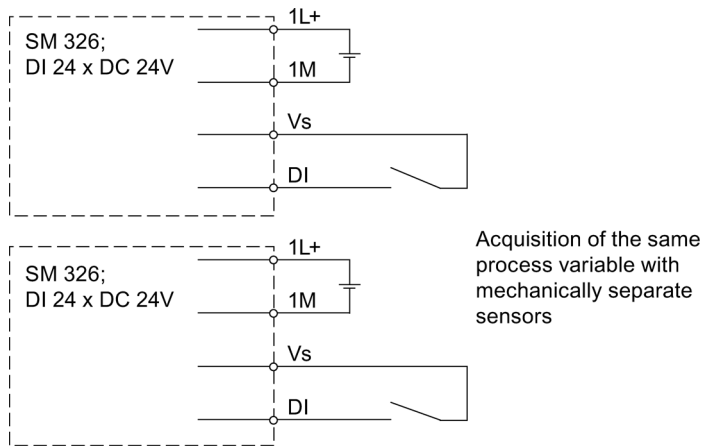 SM 326;
DI 24 x DC 24V
1L+
1M
Vs
DI
SM 326;
DI 24 x DC 24V
1L+
1M
Vs
DI
Acquisition of the same
process variable with
mechanically separate
sensors